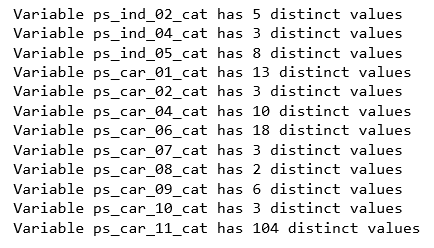 Variable ps_ind_02_cat has 5 distinct values
Variable ps_ind_04_cat has 3 distinct values
Variable ps_ind_05_cat has 8 distinct values
Variable ps_car_01_cat has 13 distinct values
Variable ps_car_02_cat has 3 distinct values
Variable ps_car_04_cat has 10 distinct values
Variable ps_car_06_cat has 18 distinct values
Variable ps_car_07_cat has 3 distinct values
Variable ps_car_08_cat has 2 distinct values
Variable ps_car_09_cat has 6 distinct values
Variable ps_car_10_cat has 3 distinct values
Variable ps_car_11_cat has 104 distinct values